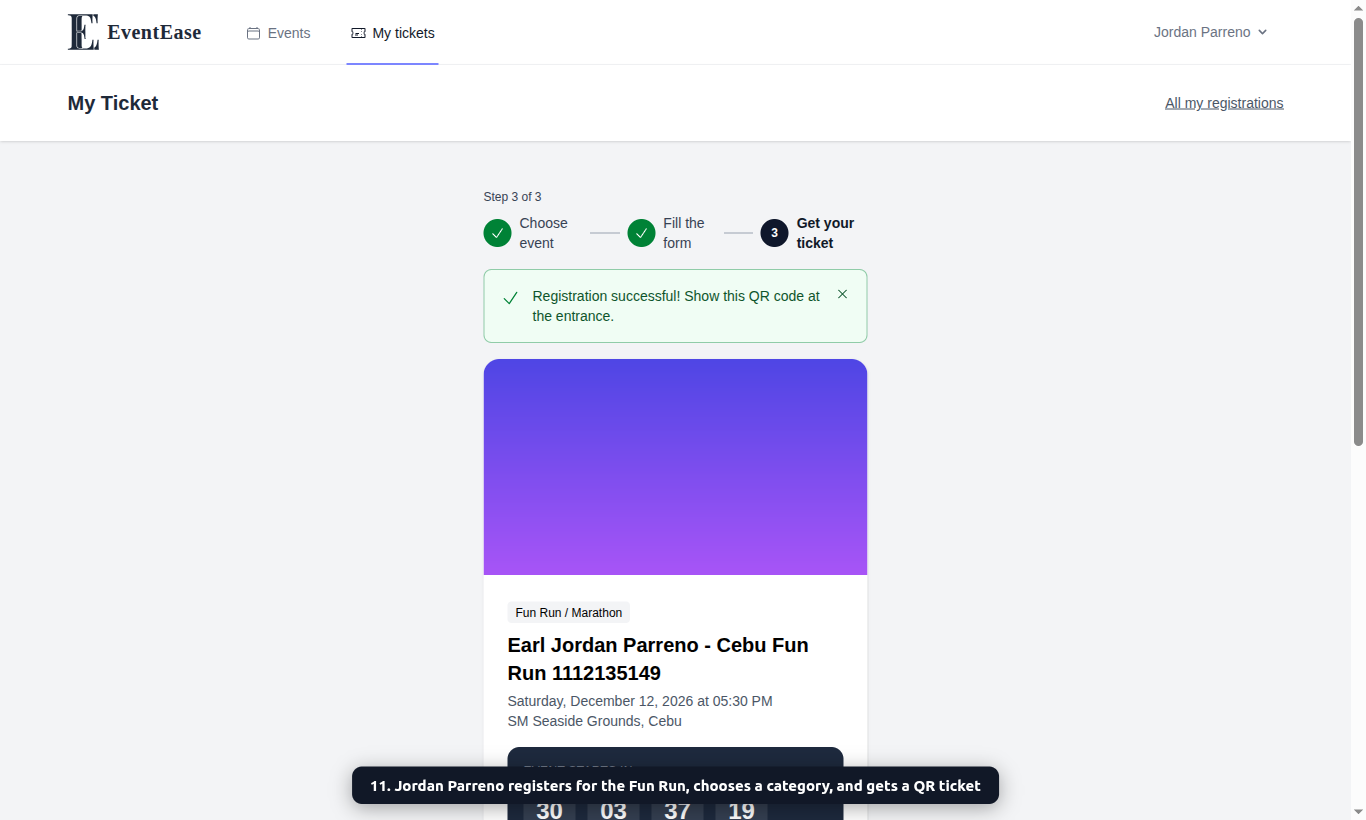 EventEase
Events
My tickets
Jordan Parreno
My Ticket
All my registrations
Step 3 of 3
Choose event
Fill the form
3
Get your ticket
Registration successful! Show this QR code at
the entrance.
Fun Run / Marathon
Earl Jordan Parreno - Cebu Fun
Run 1112135149
Saturday, December 12, 2026 at 05:30 PM
SM Seaside Grounds, Cebu
11. Jordan Parreno registers for the Fun Run, chooses a category, and gets a QR ticket
30 03 37 19